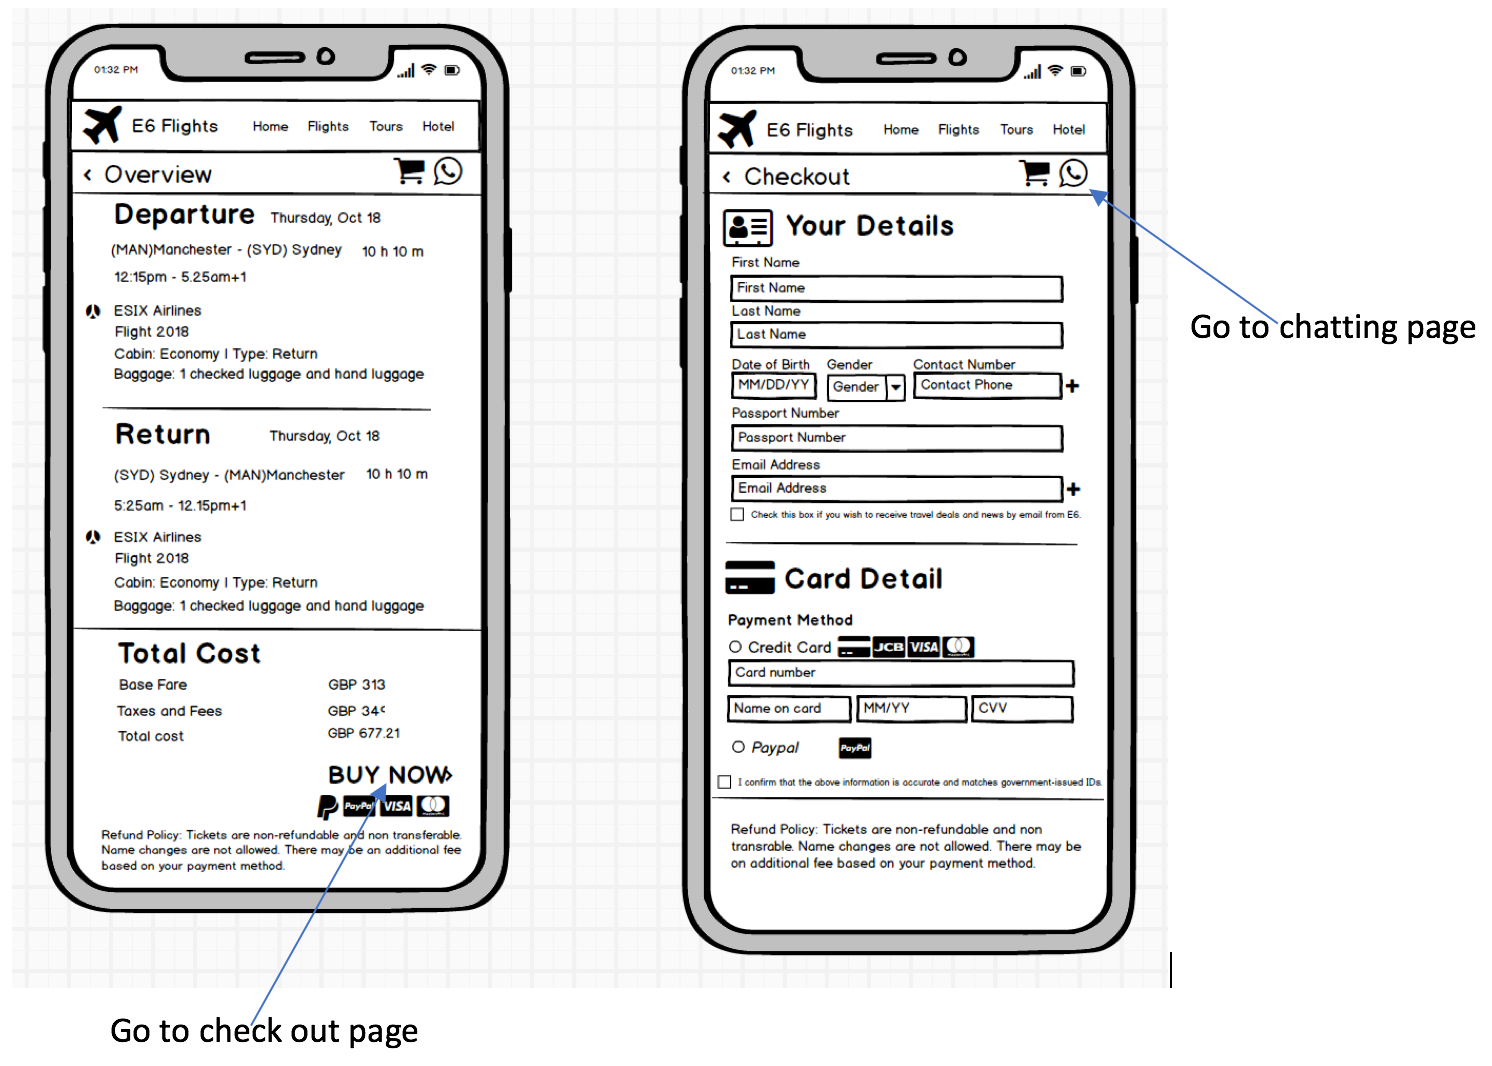 01:32 PM
E6 Flights Home Flights Tours Hotel
< Overview
Departure Thursday, Oct 18
(MAN)Manchester - (SYD) Sydney 10 h 10 m
12:15pm - 5.25am+1
ESIX Airlines
Flight 2018
Cabin: Economy | Type: Return
Baggage: 1 checked luggage and hand luggage
Return Thursday, Oct 18
(SYD) Sydney - (MAN)Manchester 10 h 10 m
5:25am - 12.15pm+1
ESIX Airlines
Flight 2018
Cabin: Economy | Type: Return
Baggage: 1 checked luggage and hand luggage
Total Cost
Base Fare GBP 313
Taxes and Fees GBP
Total cost GBP 677.21
BUY NOW>
PayPal VISA
Refund Policy: Tickets are non-refundable and non transferable.
Name changes are not allowed. There may be an additional fee
based on your payment method.
Go to check out page
01:32 PM
E6 Flights Home Flights Tours Hotel
< Checkout
Your Details
First Name
First Name
Last Name
Last Name
Date of Birth Gender Contact Number
MM/DD/YY Gender Contact Phone +
Passport Number
Passport Number
Email Address
Email Address +
Check this box if you wish to receive travel deals and news by email from E6.
Card Detail
Payment Method
Credit Card JCB VISA
Card number
Name on card MM/YY CVV
Paypal PayPal
I confirm that the above information is accurate and matches government-issued IDs.
Refund Policy: Tickets are non-refundable and non
transrable. Name changes are not allowed. There may be
on additional fee based on your payment method.
Go to chatting page